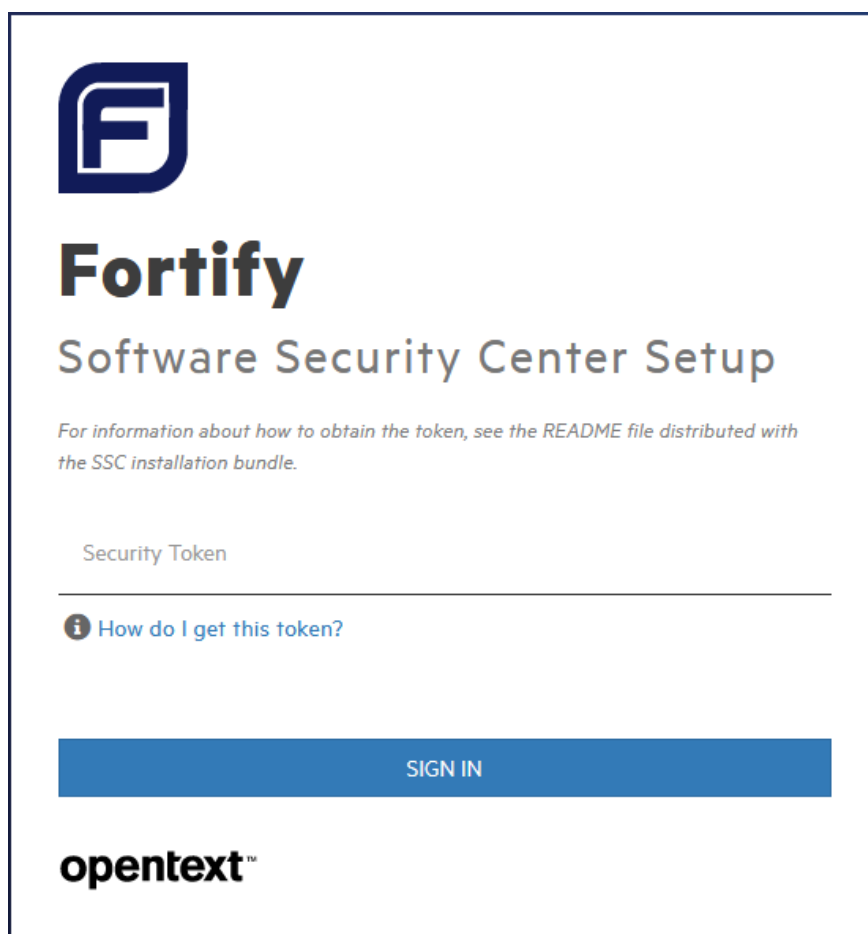 F
Fortify
Software Security Center Setup
For information about how to obtain the token, see the README file distributed with
the SSC installation bundle.
Security Token
i How do I get this token?
SIGN IN
opentext™